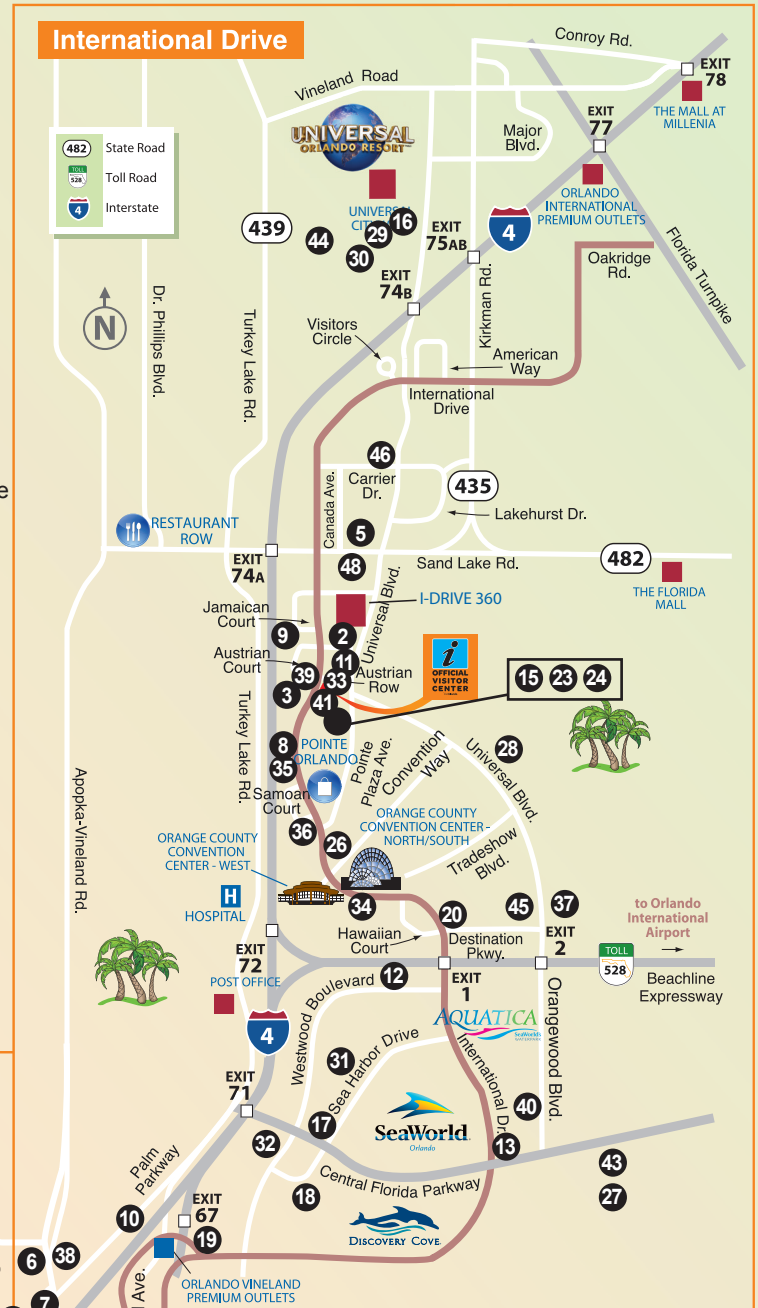 International Drive
482 State Road
TOLL
528 Toll Road
4 Interstate
Conroy Rd.
EXIT
78
THE MALL AT
MILLENIA
Vineland Road
UNIVERSAL
ORLANDO RESORT
Major
Blvd.
EXIT
77
ORLANDO
INTERNATIONAL
PREMIUM OUTLETS
439
44
16
29
30
EXIT
75AB
4
EXIT
74B
Oakridge
Rd.
Florida Turnpike
N
Dr. Phillips Blvd.
Turkey Lake Rd.
Visitors
Circle
Kirkman Rd.
American
Way
International
Drive
46
Carrier
Dr.
Canada Ave.
435
Lakehurst Dr.
RESTAURANT
ROW
5
EXIT
74A
48
Sand Lake Rd.
482
THE FLORIDA
MALL
I-DRIVE 360
Universal Blvd.
Jamaican
Court
9
2
Austrian
Court
39
11
33
Austrian
Row
3
41
i
OFFICIAL
VISITOR
CENTER
15 23 24
Turkey Lake Rd.
8
35
POINTE
ORLANDO
Pointe
Plaza Ave.
Convention
Way
Universal Blvd.
28
Samoan
Court
36
26
ORANGE COUNTY
CONVENTION CENTER -
NORTH/SOUTH
Tradeshow
Blvd.
Apopka-Vineland Rd.
ORANGE COUNTY
CONVENTION
CENTER - WEST
H
HOSPITAL
34
20
45
37
Hawaiian
Court
Destination
Pkwy.
EXIT
2
to Orlando
International
Airport
TOLL
528
Beachline
Expressway
EXIT
72
POST OFFICE
12
EXIT
1
Westwood Boulevard
AQUATICA
4
31
Sea Harbor Drive
International Dr.
Orangewood Blvd.
EXIT
71
17
32
SeaWorld
Orlando
40
13
43
27
Palm
Parkway
Central Florida Parkway
18
DISCOVERY COVE
10
EXIT
67
19
6
38
7
ORLANDO VINELAND
PREMIUM OUTLETS